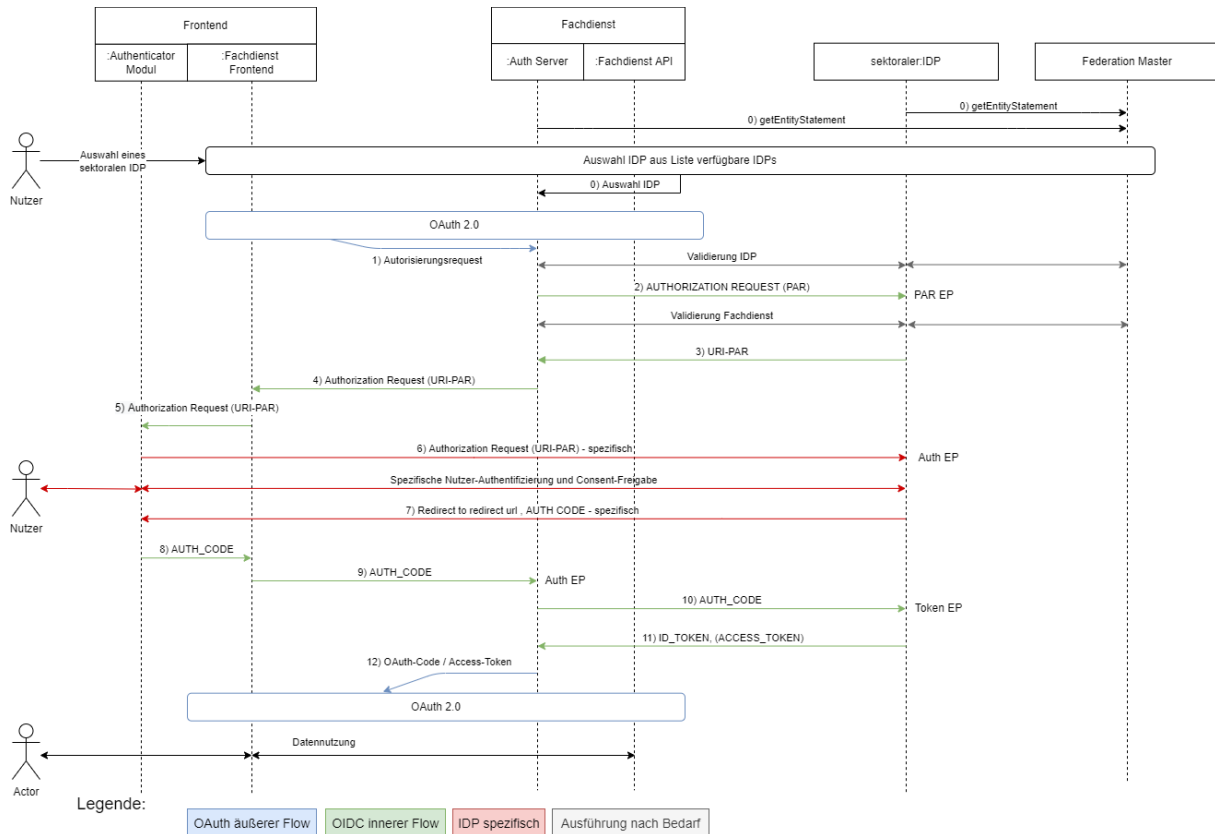 Frontend
Fachdienst
:Authenticator
Modul
:Fachdienst
Frontend
:Auth Server
:Fachdienst API
sektoraler:IDP
Federation Master
0) getEntityStatement
0) getEntityStatement
Auswahl eines
sektoralen IDP
Auswahl IDP aus Liste verfügbare IDPs
Nutzer
0) Auswahl IDP
OAuth 2.0
1) Autorisierungsrequest
Validierung IDP
2) AUTHORIZATION REQUEST (PAR)
PAR EP
Validierung Fachdienst
3) URI-PAR
4) Authorization Request (URI-PAR)
5) Authorization Request (URI-PAR)
6) Authorization Request (URI-PAR) - spezifisch
Auth EP
Spezifische Nutzer-Authentifizierung und Consent-Freigabe
Nutzer
7) Redirect to redirect url , AUTH CODE - spezifisch
8) AUTH_CODE
9) AUTH_CODE
Auth EP
10) AUTH_CODE
Token EP
11) ID_TOKEN, (ACCESS_TOKEN)
12) OAuth-Code / Access-Token
OAuth 2.0
Datennutzung
Actor
Legende:
OAuth äußerer Flow
OIDC innerer Flow
IDP spezifisch
Ausführung nach Bedarf